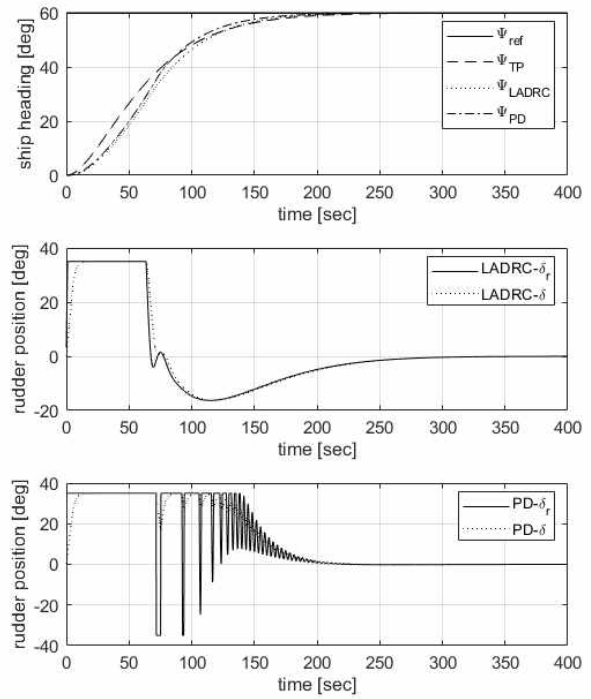 60
40
20
0
ship heading [deg]
Ψref
ΨTP
ΨLADRC
ΨPD
0 50 100 150 200 250 300 350 400
time [sec]
40
20
0
-20
rudder position [deg]
LADRC-δr
LADRC-δ
0 50 100 150 200 250 300 350 400
time [sec]
40
20
0
-20
-40
rudder position [deg]
PD-δr
PD-δ
0 50 100 150 200 250 300 350 400
time [sec]